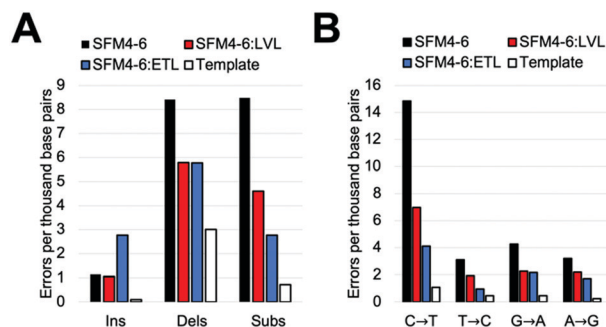 A
SFM4-6 SFM4-6:LVL
SFM4-6:ETL Template
Errors per thousand base pairs
9
8
7
6
5
4
3
2
1
0
Ins Dels Subs
B
SFM4-6 SFM4-6:LVL
SFM4-6:ETL Template
Errors per thousand base pairs
16
14
12
10
8
6
4
2
0
C→T T→C G→A A→G